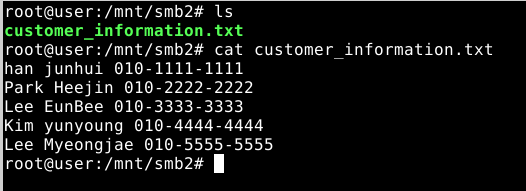 root@user:/mnt/smb2# ls
customer_information.txt
root@user:/mnt/smb2# cat customer_information.txt
han junhui 010-1111-1111
Park Heejin 010-2222-2222
Lee EunBee 010-3333-3333
Kim yunyoung 010-4444-4444
Lee Myeongjae 010-5555-5555
root@user:/mnt/smb2#